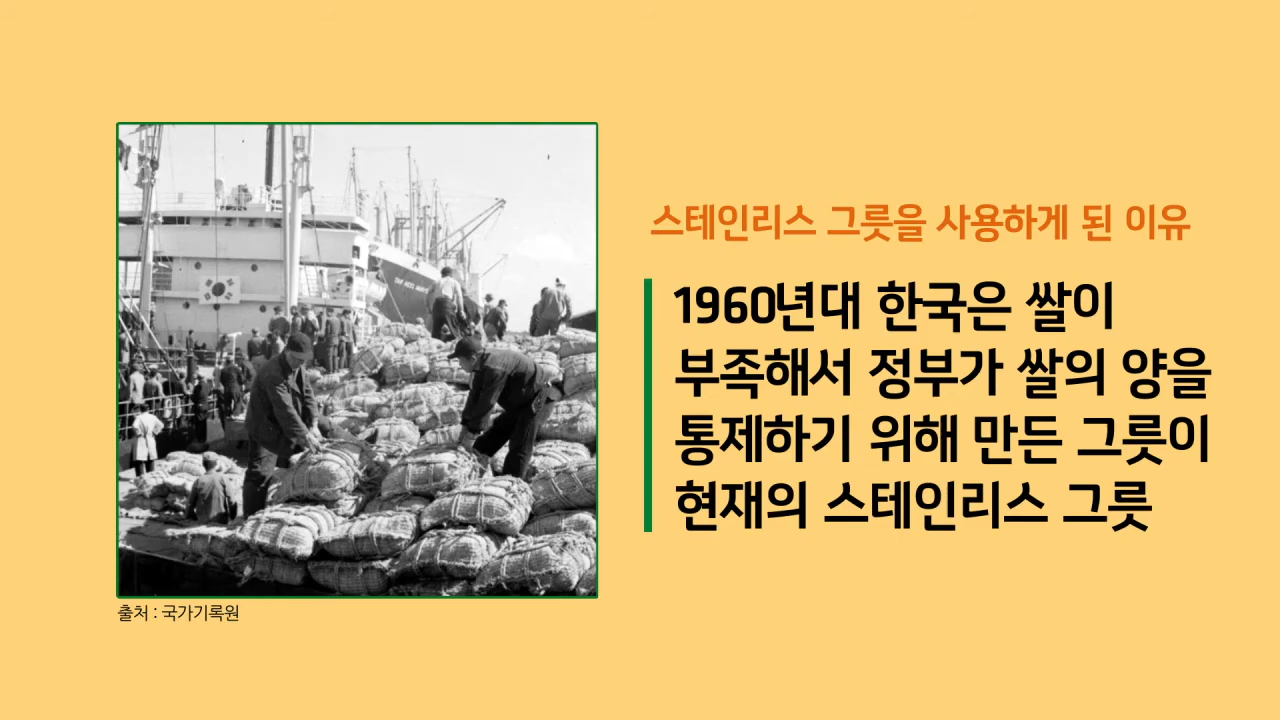 스테인리스 그릇을 사용하게 된 이유
1960년대 한국은 쌀이
부족해서 정부가 쌀의 양을
통제하기 위해 만든 그릇이
현재의 스테인리스 그릇
출처 : 국가기록원